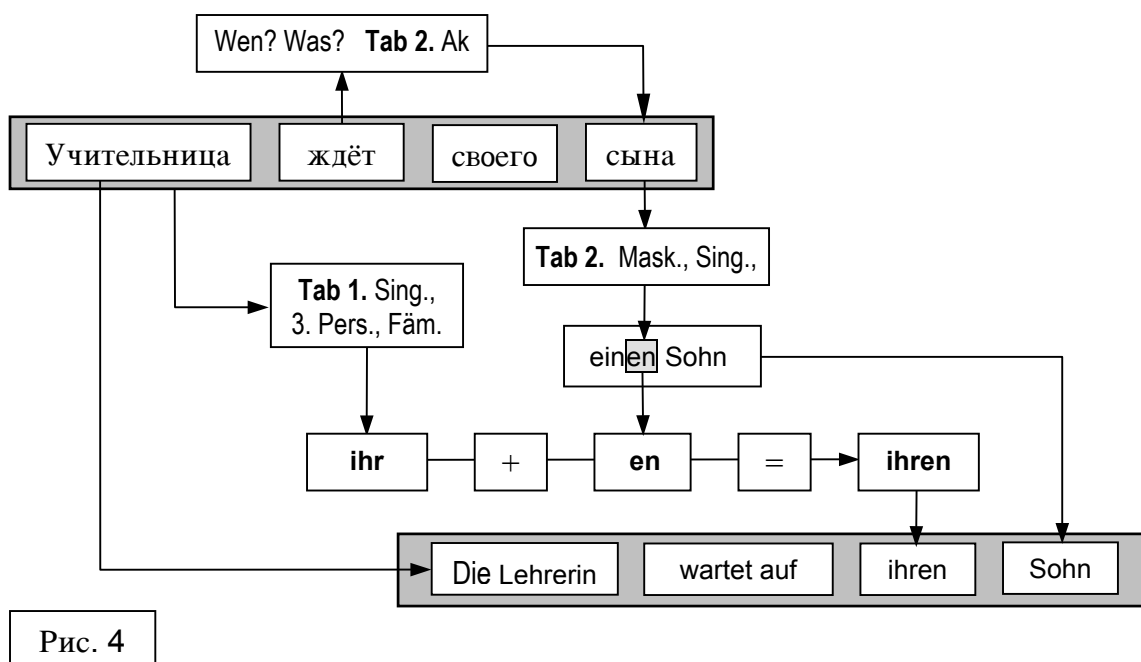 Wen? Was? Tab 2. Ak
Учительница ждёт своего сына
Tab 2. Mask., Sing.,
Tab 1. Sing.,
3. Pers., Fäm.
einen Sohn
ihr + en = ihren
Die Lehrerin wartet auf ihren Sohn
Рис. 4